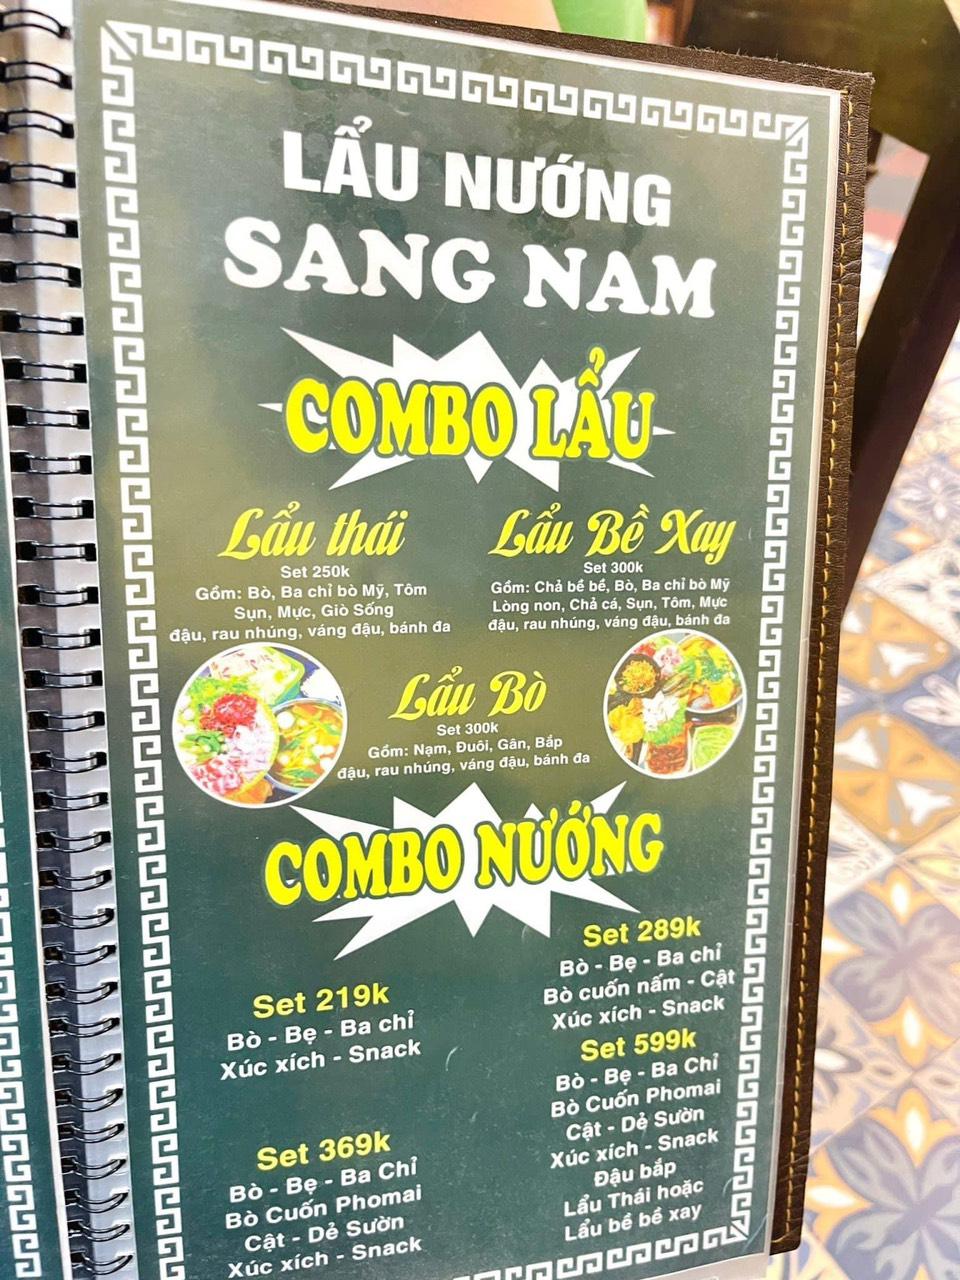 LẨU NƯỚNG
SANG NAM
COMBO LẨU
Lẩu thái
Set 250k
Gồm: Bò, Ba chỉ bò Mỹ, Tôm
Sụn, Mực, Giò Sống
đậu, rau nhúng, váng đậu, bánh đa
Lẩu Bề Xay
Set 300k
Gồm: Chả bề bề, Bò, Ba chỉ bò Mỹ
Lòng non, Chả cá, Sụn, Tôm, Mực
đậu, rau nhúng, váng đậu, bánh đa
Lẩu Bò
Set 300k
Gồm: Nạm, Đuôi, Gân, Bắp
đậu, rau nhúng, váng đậu, bánh đa
COMBO NƯỚNG
Set 219k
Bò - Bẹ - Ba chỉ
Xúc xích - Snack
Set 289k
Bò - Bẹ - Ba chỉ
Bò cuốn nấm - Cật
Xúc xích - Snack
Set 369k
Bò - Bẹ - Ba Chỉ
Bò Cuốn Phomai
Cật - Dẻ Sườn
Xúc xích - Snack
Set 599k
Bò - Bẹ - Ba Chỉ
Bò Cuốn Phomai
Cật - Dẻ Sườn
Xúc xích - Snack
Đậu bắp
Lẩu Thái hoặc
Lẩu bề bề xay